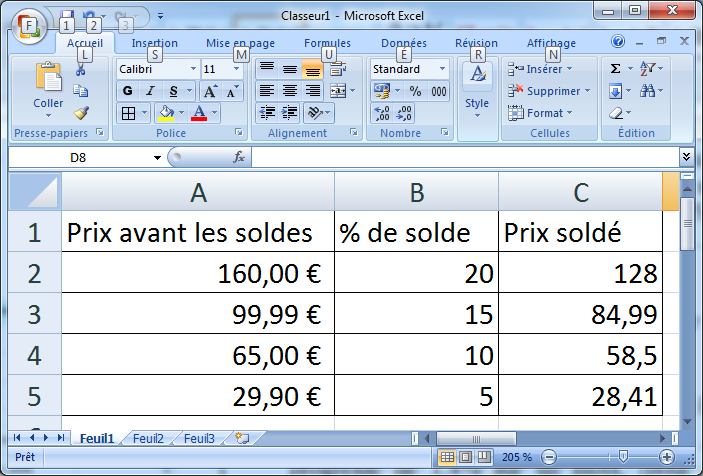 Classeur1 - Microsoft Excel
F 1 2 3
Accueil Insertion Mise en page Formules Données Révision Affichage
L S M U E R N
Coller
Calibri 11
G I S A A
A
Standard
% 000
,00 ,0
Style
Insérer
Supprimer
Format
Σ
Presse-papiers Police Alignement Nombre Cellules Édition
D8 fx
A B C
1 Prix avant les soldes % de solde Prix soldé
2 160,00 € 20 128
3 99,99 € 15 84,99
4 65,00 € 10 58,5
5 29,90 € 5 28,41
Feuil1 Feuil2 Feuil3
Prêt 205 %